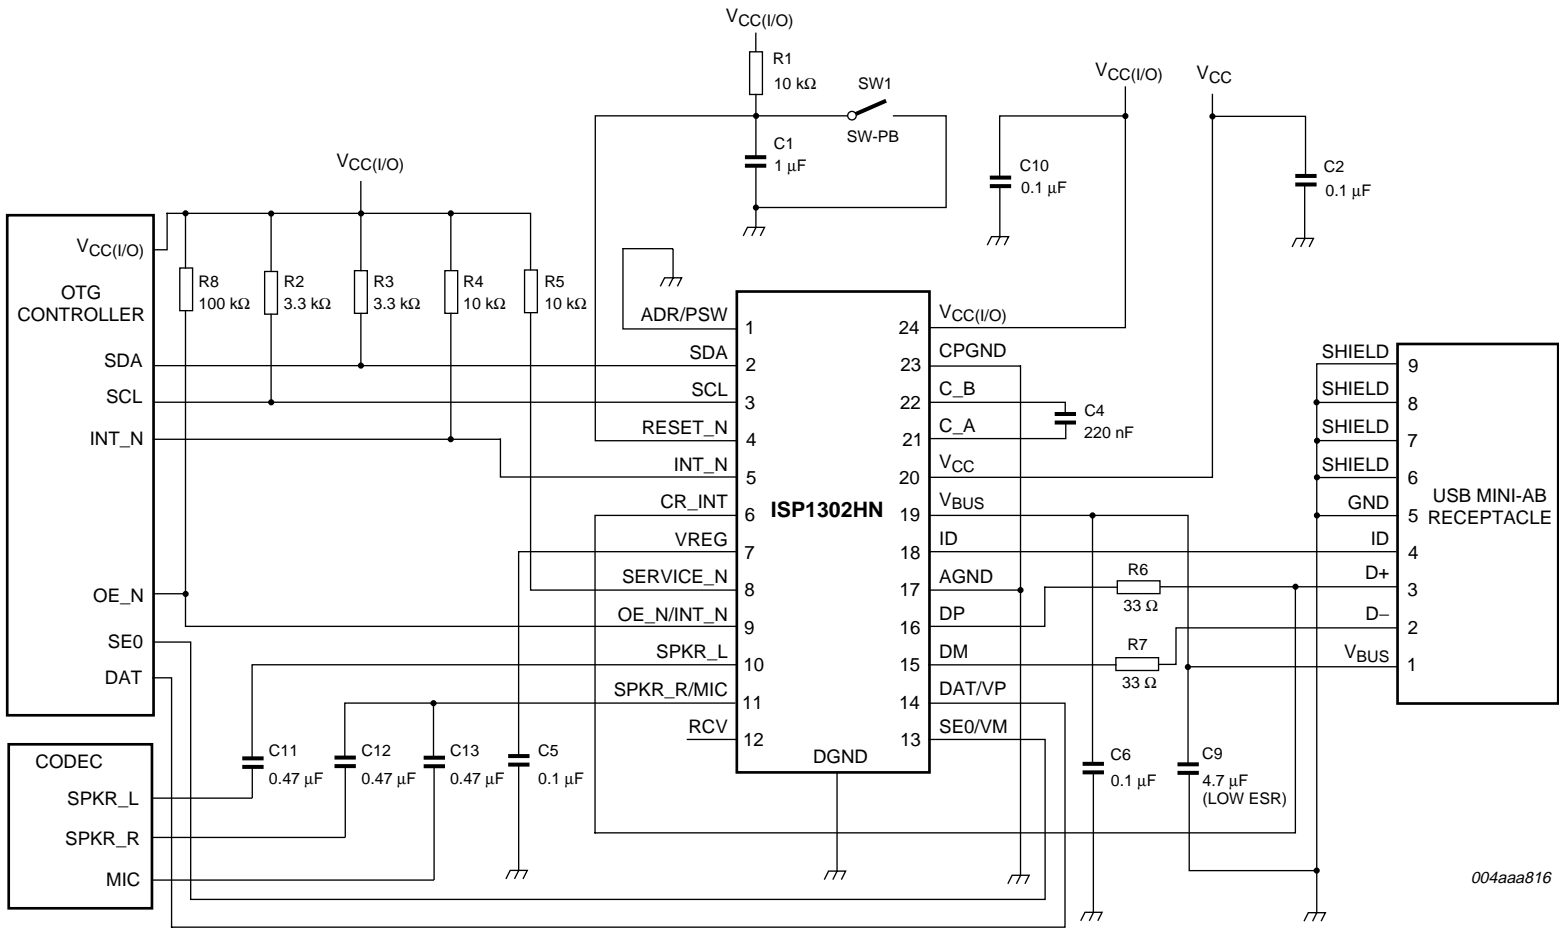 VCC(I/O)
R1
10 kΩ
SW1
SW-PB
C1
1 μF
VCC(I/O)
C10
0.1 μF
VCC
C2
0.1 μF
VCC(I/O)
VCC(I/O)
OTG
CONTROLLER
SDA
SCL
INT_N
OE_N
SE0
DAT
R8
100 kΩ
R2
3.3 kΩ
R3
3.3 kΩ
R4
10 kΩ
R5
10 kΩ
ADR/PSW
1
SDA
2
SCL
3
RESET_N
4
INT_N
5
CR_INT
6
VREG
7
SERVICE_N
8
OE_N/INT_N
9
SPKR_L
10
SPKR_R/MIC
11
RCV
12
ISP1302HN
DGND
24
VCC(I/O)
23
CPGND
22
C_B
21
C_A
20
VCC
19
VBUS
18
ID
17
AGND
16
DP
15
DM
14
DAT/VP
13
SE0/VM
C4
220 nF
R6
33 Ω
R7
33 Ω
SHIELD
9
SHIELD
8
SHIELD
7
SHIELD
6
GND
5
ID
4
D+
3
D−
2
VBUS
1
USB MINI-AB
RECEPTACLE
CODEC
SPKR_L
SPKR_R
MIC
C11
0.47 μF
C12
0.47 μF
C13
0.47 μF
C5
0.1 μF
C6
0.1 μF
C9
4.7 μF
(LOW ESR)
004aaa816